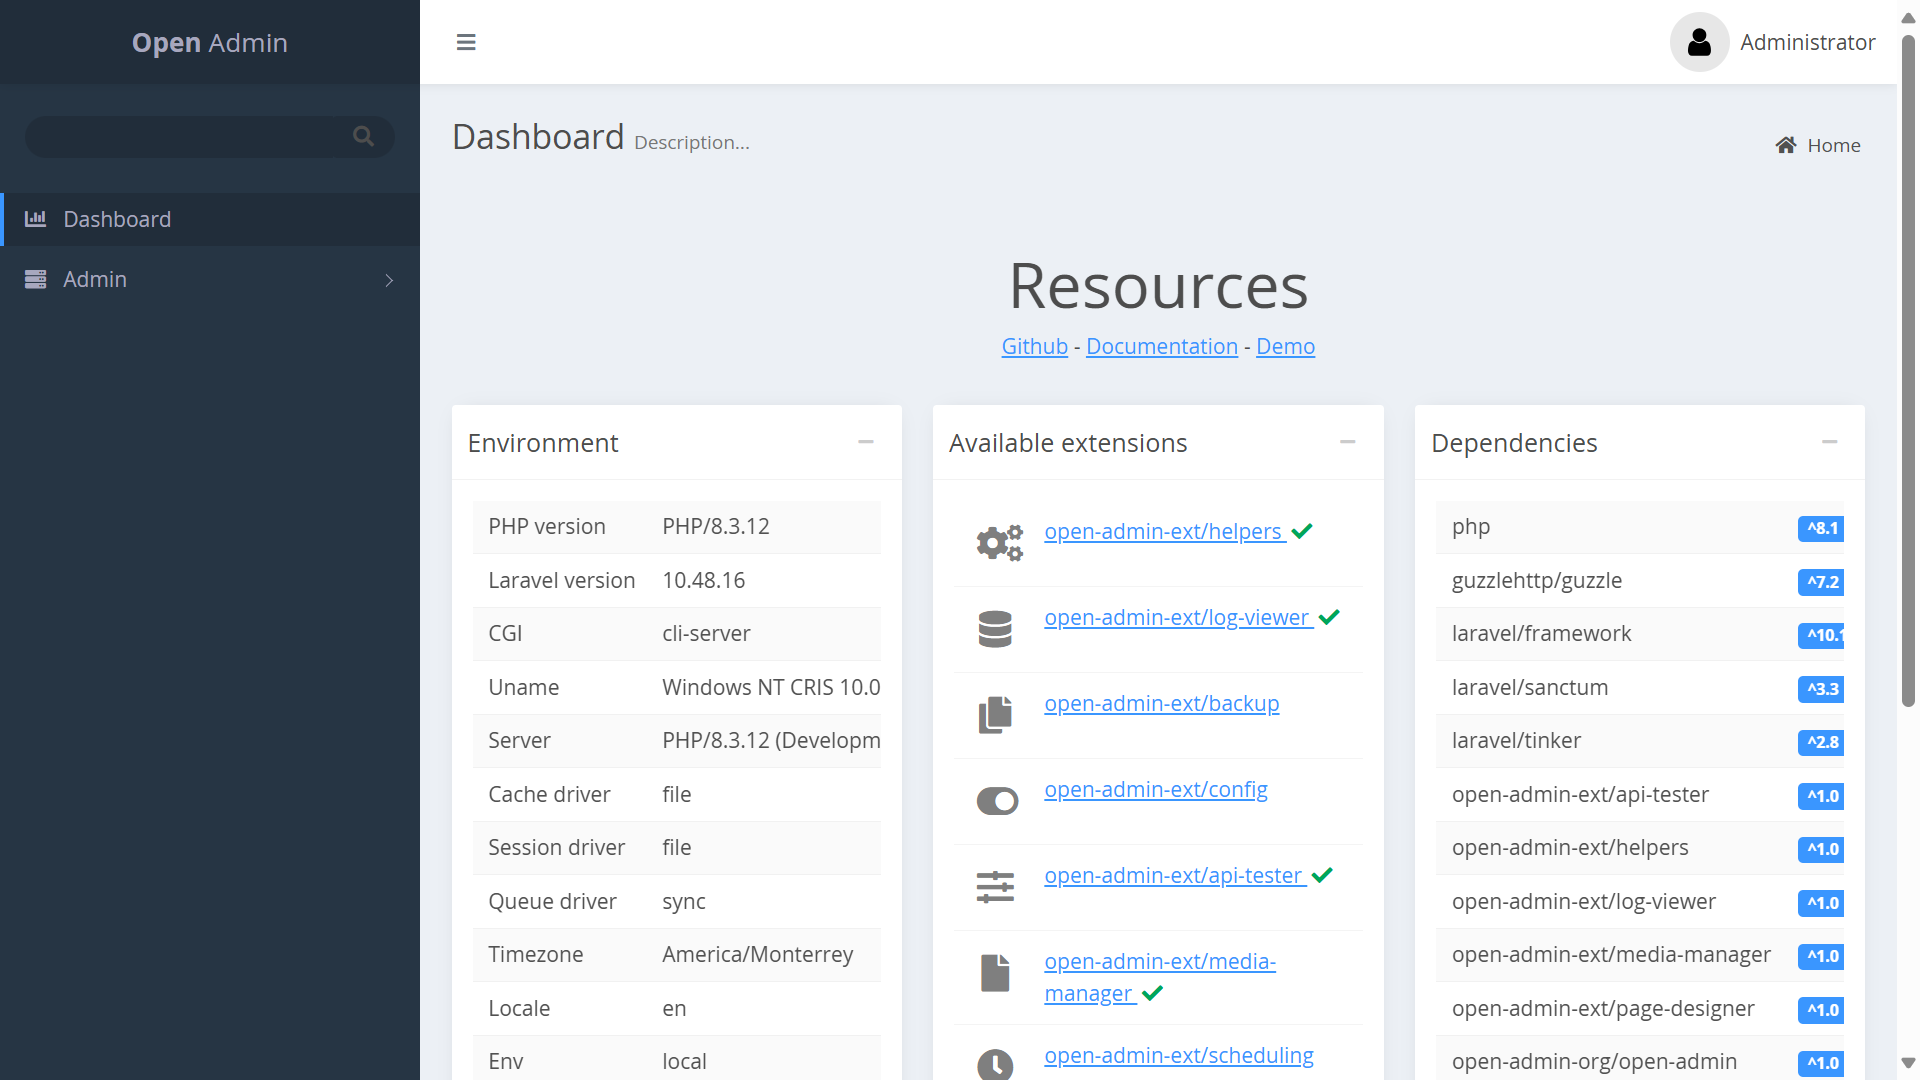 Open Admin
Administrator
Dashboard Description...
Home
Dashboard
Admin
Resources
Github - Documentation - Demo
Environment
PHP version PHP/8.3.12
Laravel version 10.48.16
CGI cli-server
Uname Windows NT CRIS 10.0
Server PHP/8.3.12 (Developm
Cache driver file
Session driver file
Queue driver sync
Timezone America/Monterrey
Locale en
Env local
Available extensions
open-admin-ext/helpers
open-admin-ext/log-viewer
open-admin-ext/backup
open-admin-ext/config
open-admin-ext/api-tester
open-admin-ext/media-
manager
open-admin-ext/scheduling
Dependencies
php ^8.1
guzzlehttp/guzzle ^7.2
laravel/framework ^10.1
laravel/sanctum ^3.3
laravel/tinker ^2.8
open-admin-ext/api-tester ^1.0
open-admin-ext/helpers ^1.0
open-admin-ext/log-viewer ^1.0
open-admin-ext/media-manager ^1.0
open-admin-ext/page-designer ^1.0
open-admin-org/open-admin ^1.0